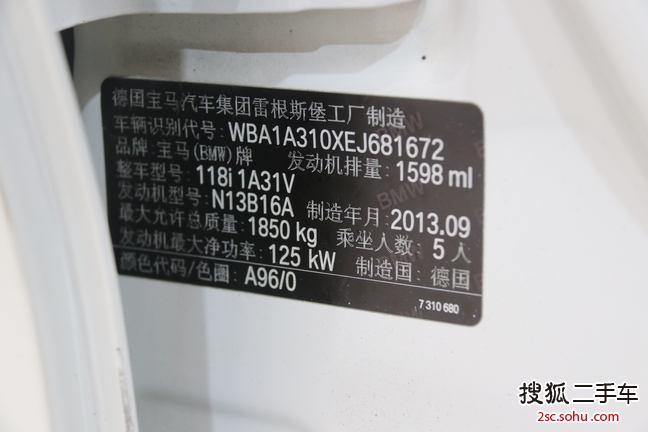 德国宝马汽车集团雷根斯堡工厂制造
车辆识别代号: WBA1A310XEJ681672
品牌: 宝马(BMW)牌 发动机排量: 1598 ml
整车型号: 118i 1A31V
发动机型号: N13B16A 制造年月: 2013.09
最大允许总质量: 1850 kg 乘坐人数: 5 人
发动机最大净功率: 125 kW 制造国: 德国
颜色代码/色圈: A96/0
7 310 680
搜狐二手车
2sc.sohu.com